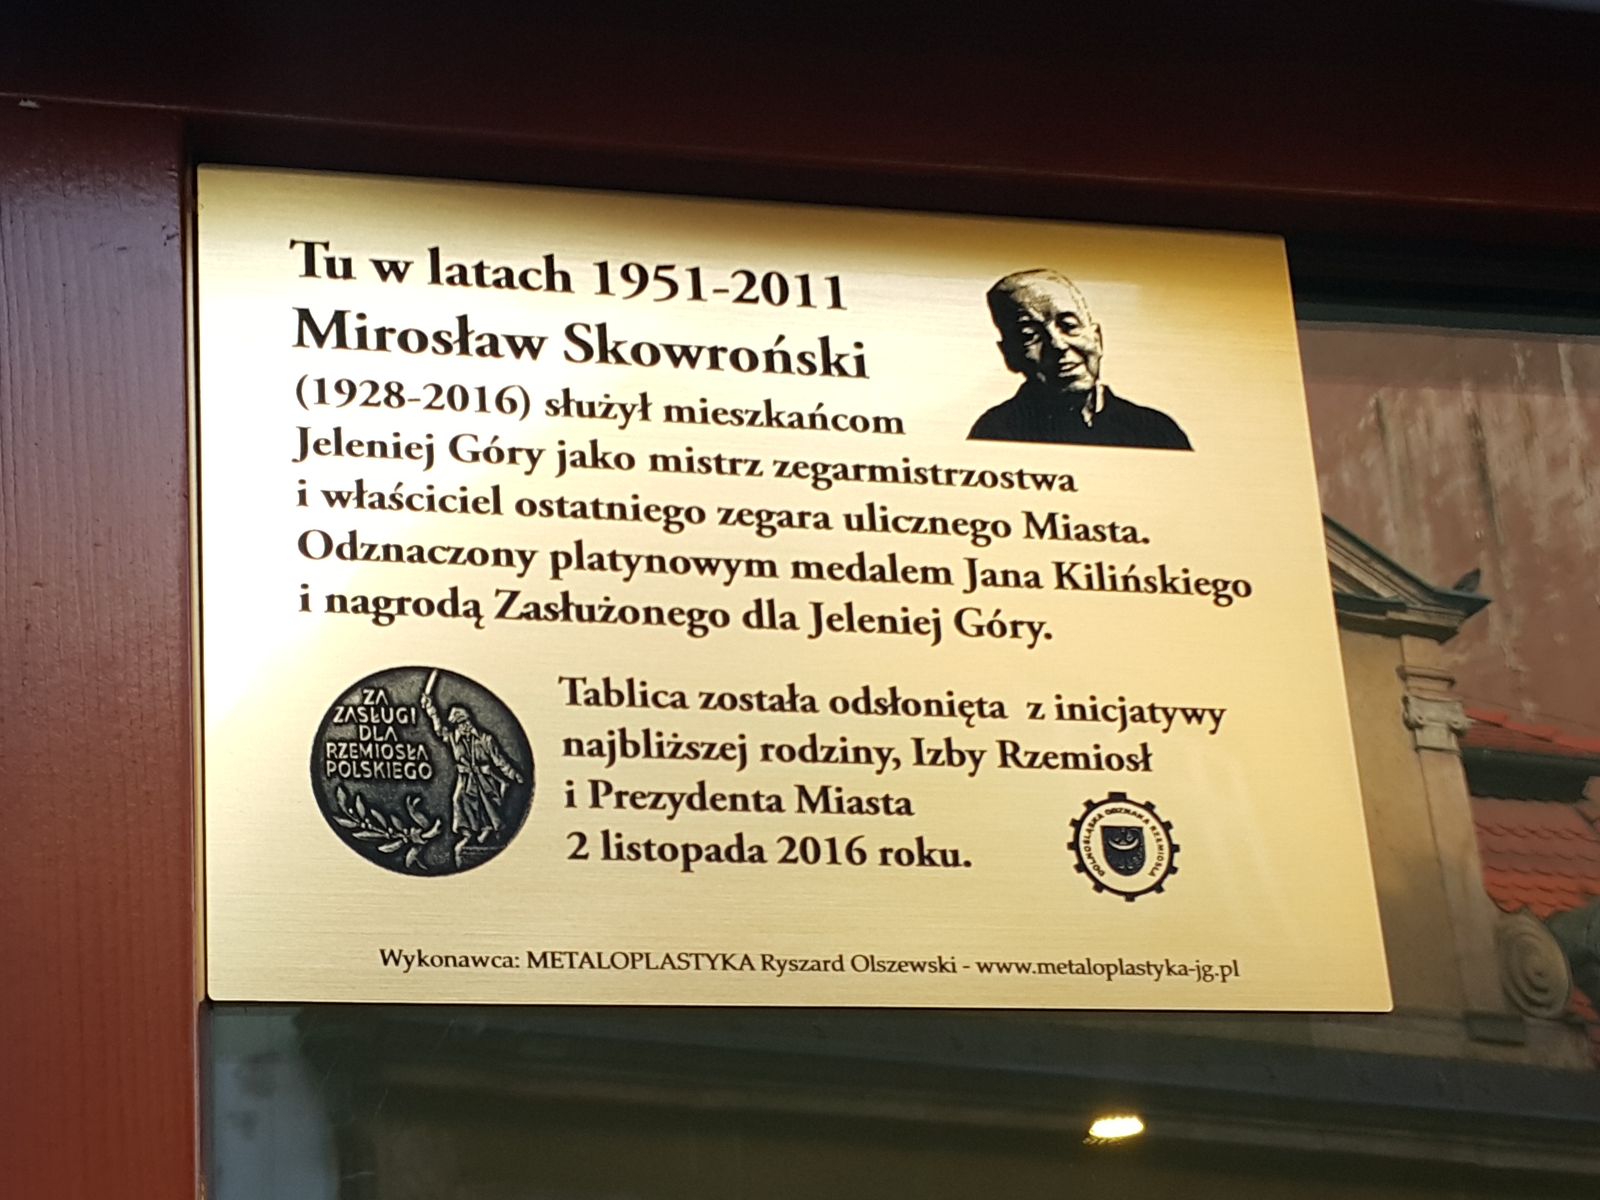 Tu w latach 1951-2011
Mirosław Skowroński
(1928-2016) służył mieszkańcom
Jeleniej Góry jako mistrz zegarmistrzostwa
i właściciel ostatniego zegara ulicznego Miasta.
Odznaczony platynowym medalem Jana Kilińskiego
i nagrodą Zasłużonego dla Jeleniej Góry.
ZA
ZASŁUGI
DLA
RZEMIOSŁA
POLSKIEGO
Tablica została odsłonięta z inicjatywy
najbliższej rodziny, Izby Rzemiosł
i Prezydenta Miasta
2 listopada 2016 roku.
DOLNOŚLĄSKA ODZNAKA RZEMIOSŁA
Wykonawca: METALOPLASTYKA Ryszard Olszewski - www.metaloplastyka-jg.pl